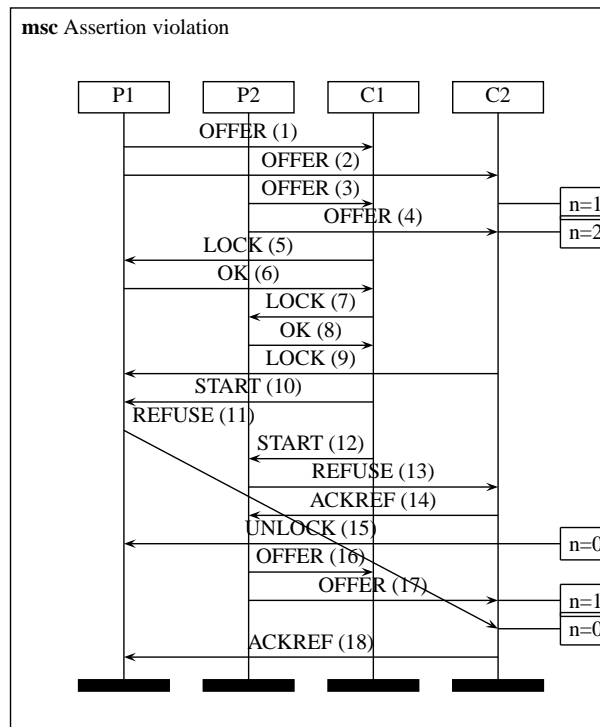 msc Assertion violation
P1 P2 C1 C2
OFFER (1)
OFFER (2)
OFFER (3)
n=1
OFFER (4)
n=2
LOCK (5)
OK (6)
LOCK (7)
OK (8)
LOCK (9)
START (10)
REFUSE (11)
START (12)
REFUSE (13)
ACKREF (14)
UNLOCK (15)
n=0
OFFER (16)
OFFER (17)
n=1
n=0
ACKREF (18)